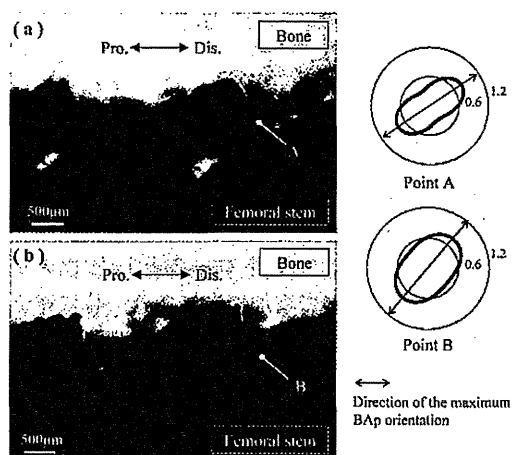 (a)
Pro. Dis.
Bone
500μm
Femoral stem
1.2
0.6
Point A
(b)
Pro. Dis.
Bone
B
500μm
Femoral stem
1.2
0.6
Point B
Direction of the maximum
BAp orientation